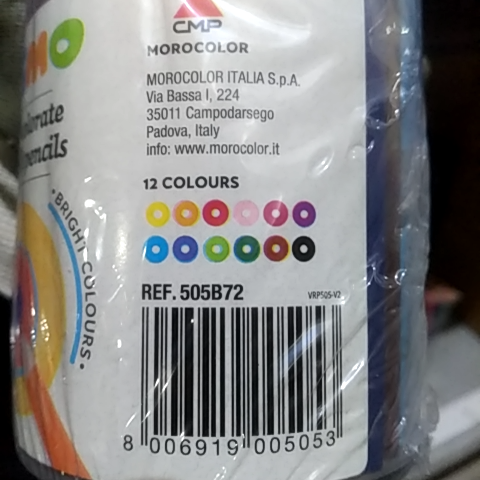 MO
CMP
MOROCOLOR
MOROCOLOR ITALIA S.p.A.
Via Bassa I, 224
35011 Campodarsego
Padova, Italy
info: www.morocolor.it
12 COLOURS
• BRIGHT COLOURS •
REF. 505B72
VRP505-V2
8 006919 005053